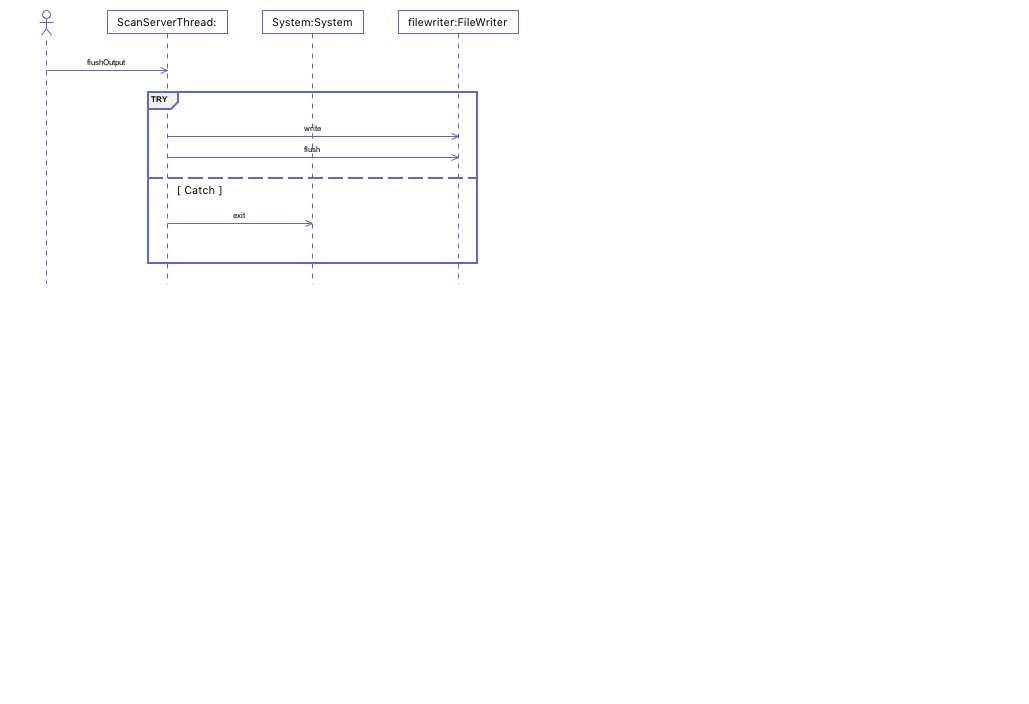 ScanServerThread:
System:System
filewriter:FileWriter
flushOutput
TRY
write
flush
[ Catch ]
exit